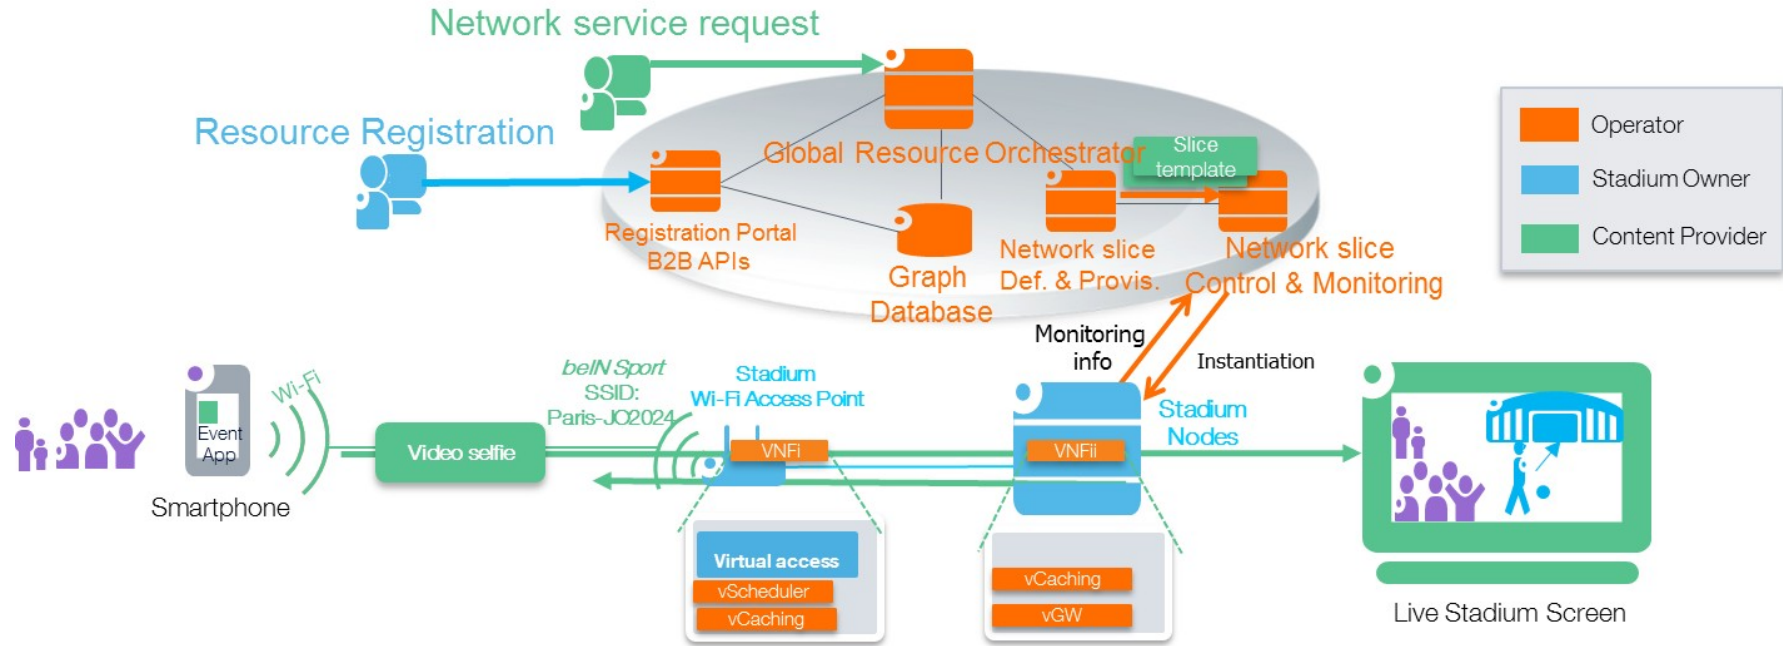 Network service request
Resource Registration
Global Resource Orchestrator
Slice
template
Registration Portal
B2B APIs
Graph
Database
Network slice
Def. & Provis.
Network slice
Control & Monitoring
Operator
Stadium Owner
Content Provider
Monitoring
info
Instantiation
Wi-Fi
Event
App
Smartphone
Video selfie
beIN Sport
SSID:
Paris-JO2024
Stadium
Wi-Fi Access Point
VNFi
VNFii
Stadium
Nodes
Virtual access
vScheduler
vCaching
vCaching
vGW
Live Stadium Screen